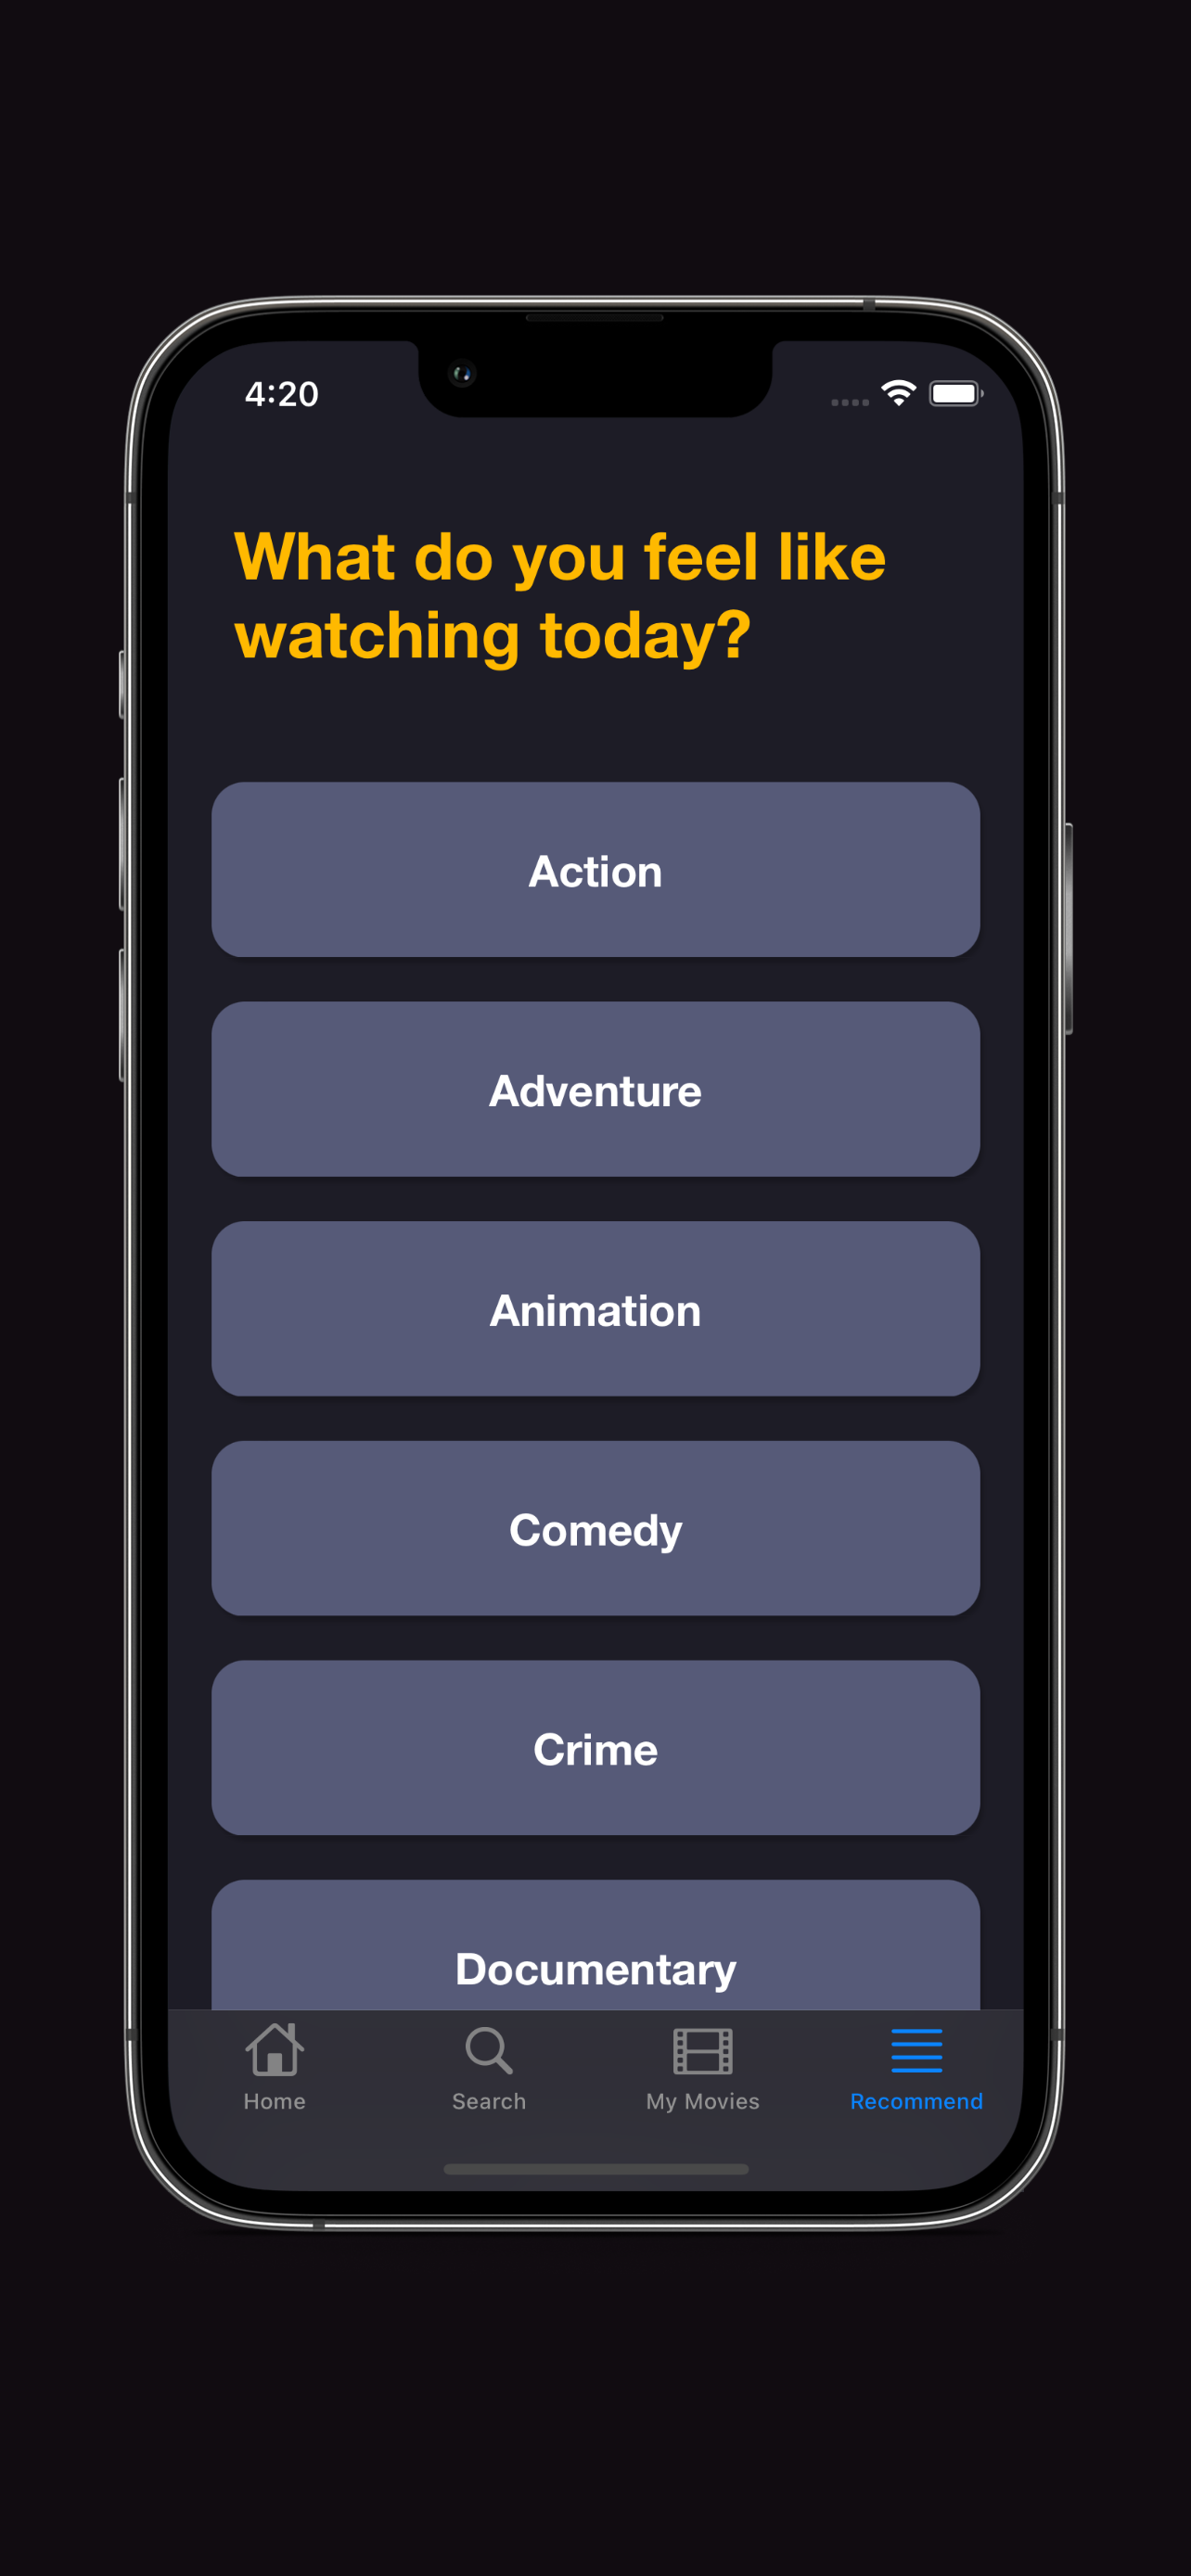 4:20
What do you feel like
watching today?
Action
Adventure
Animation
Comedy
Crime
Documentary
Home
Search
My Movies
Recommend